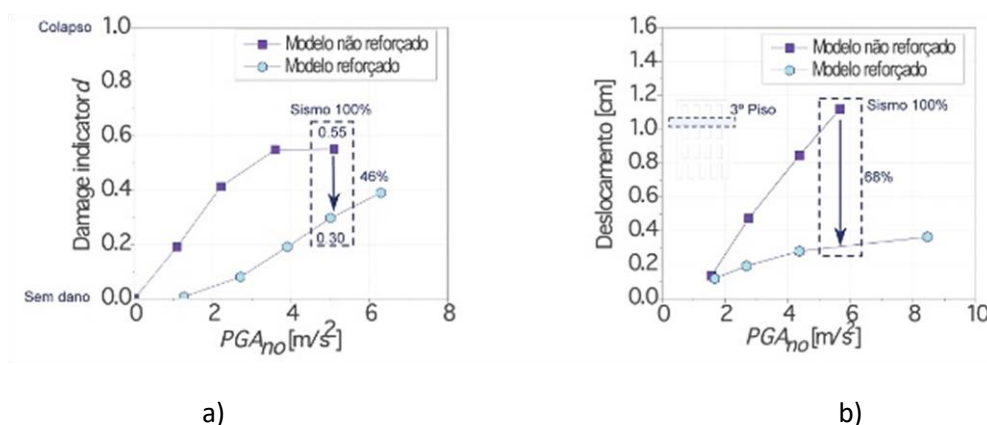 Colapso
1.0
0.8
0.6
0.4
0.2
Sem dano
0.0
0
2
4
6
8
Damage indicator d
PGAno [m/s²]
Modelo não reforçado
Modelo reforçado
Sismo 100%
0.55
46%
0.30
a)
1.6
1.4
1.2
1.0
0.8
0.6
0.4
0.2
0.0
0
2
4
6
8
10
Deslocamento [cm]
PGAno [m/s²]
Modelo não reforçado
Modelo reforçado
3º Piso
Sismo 100%
68%
b)